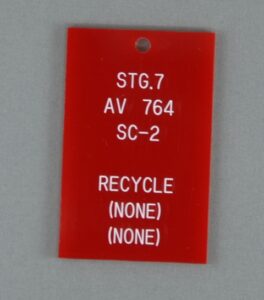 STG.7
AV 764
SC-2
RECYCLE
(NONE)
(NONE)